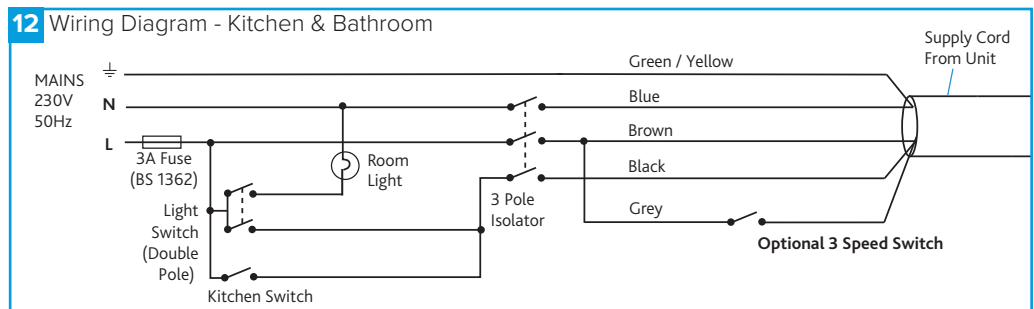 12 Wiring Diagram - Kitchen & Bathroom
Supply Cord
From Unit
MAINS
230V
50Hz
Green / Yellow
N
Blue
L
Brown
3A Fuse
(BS 1362)
Room
Light
Black
3 Pole
Isolator
Light
Switch
(Double
Pole)
Grey
Optional 3 Speed Switch
Kitchen Switch